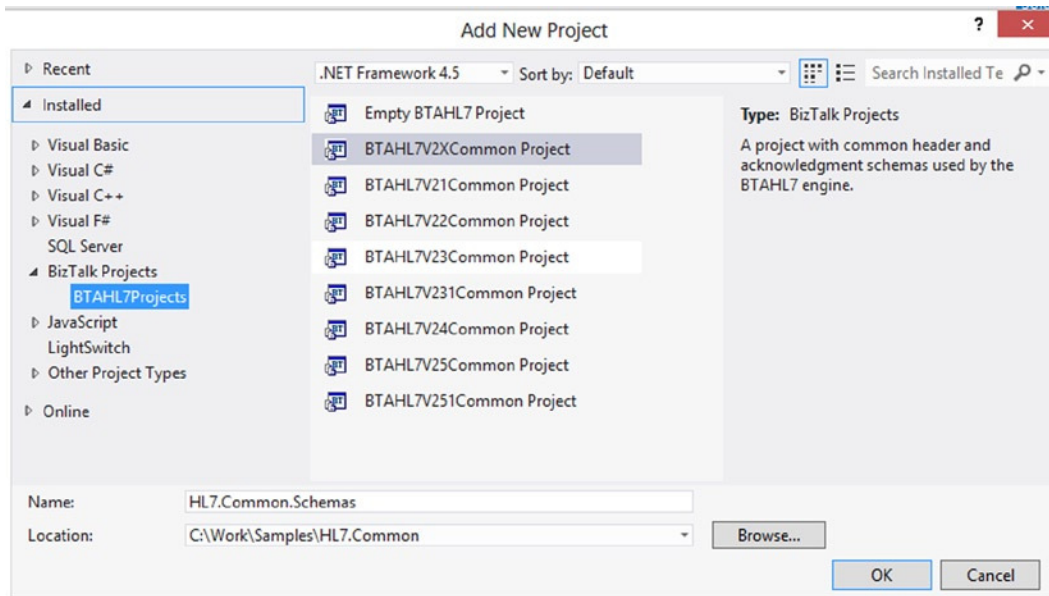 Add New Project
?
Recent
.NET Framework 4.5
Sort by: Default
Search Installed Te
Installed
Visual Basic
Visual C#
Visual C++
Visual F#
SQL Server
BizTalk Projects
BTAHL7Projects
JavaScript
LightSwitch
Other Project Types
Online
Empty BTAHL7 Project
BTAHL7V2XCommon Project
BTAHL7V21Common Project
BTAHL7V22Common Project
BTAHL7V23Common Project
BTAHL7V231Common Project
BTAHL7V24Common Project
BTAHL7V25Common Project
BTAHL7V251Common Project
Type: BizTalk Projects
A project with common header and
acknowledgment schemas used by the
BTAHL7 engine.
Name: HL7.Common.Schemas
Location: C:\Work\Samples\HL7.Common
Browse...
OK
Cancel